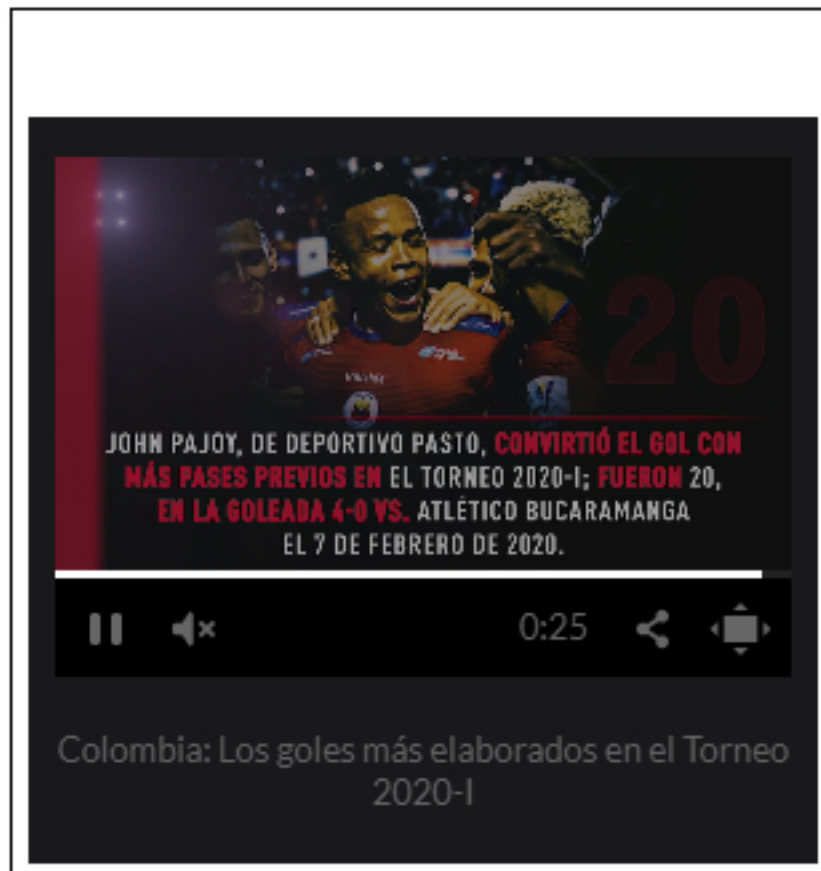 20
JOHN PAJOY, DE DEPORTIVO PASTO, CONVIRTIÓ EL GOL CON
MÁS PASES PREVIOS EN EL TORNEO 2020-I; FUERON 20,
EN LA GOLEADA 4-0 VS. ATLÉTICO BUCARAMANGA
EL 7 DE FEBRERO DE 2020.
0:25
Colombia: Los goles más elaborados en el Torneo
2020-I